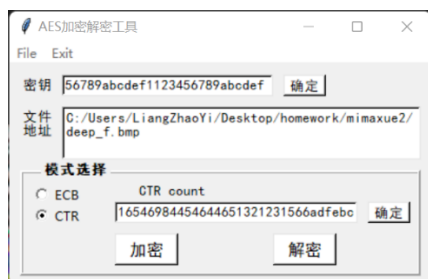 AES加密解密工具
File Exit
密钥 56789abcdef1123456789abcdef 确定
文件地址 C:/Users/LiangZhaoYi/Desktop/homework/mimaxue2/
deep_f.bmp
模式选择
ECB CTR count
CTR 16546984454644651321231566adfebc 确定
加密 解密